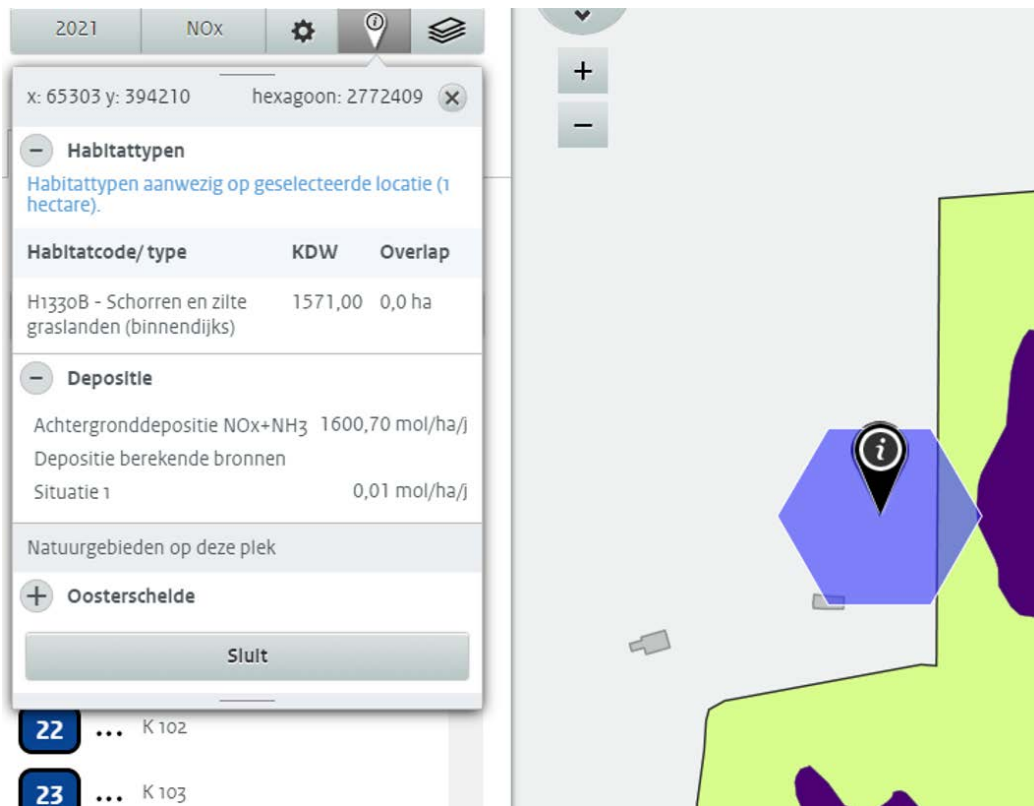 2021 NOx
x: 65303 y: 394210 hexagoon: 2772409
Habitattypen
Habitattypen aanwezig op geselecteerde locatie (1
hectare).
Habitatcode/ type KDW Overlap
H1330B - Schorren en zilte 1571,00 0,0 ha
graslanden (binnendijks)
Depositie
Achtergronddepositie NOx+NH3 1600,70 mol/ha/j
Depositie berekende bronnen
Situatie 1 0,01 mol/ha/j
Natuurgebieden op deze plek
Oosterschelde
Sluit
22 ... K 102
23 ... K 103